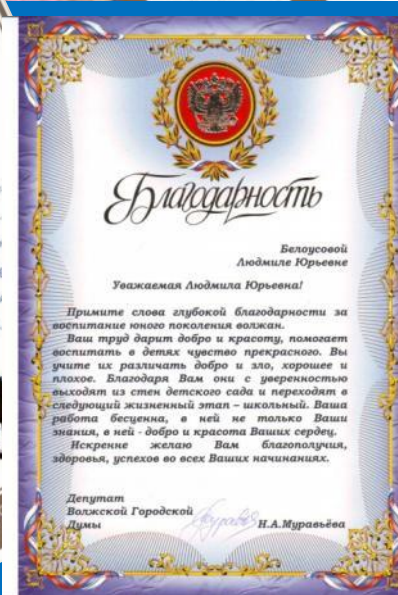 Благодарность
Белоусовой
Людмиле Юрьевне
Уважаемая Людмила Юрьевна!
Примите слова глубокой благодарности за
воспитание юного поколения волжан.
Ваш труд дарит добро и красоту, помогает
воспитать в детях чувство прекрасного. Вы
учите их различать добро и зло, хорошее и
плохое. Благодаря Вам они с уверенностью
выходят из стен детского сада и переходят в
следующий жизненный этап – школьный. Ваша
работа бесценна, в ней не только Ваши
знания, в ней - добро и красота Ваших сердец.
Искренне желаю Вам благополучия,
здоровья, успехов во всех Ваших начинаниях.
Депутат
Волжской Городской
Думы Н.А.Муравьёва